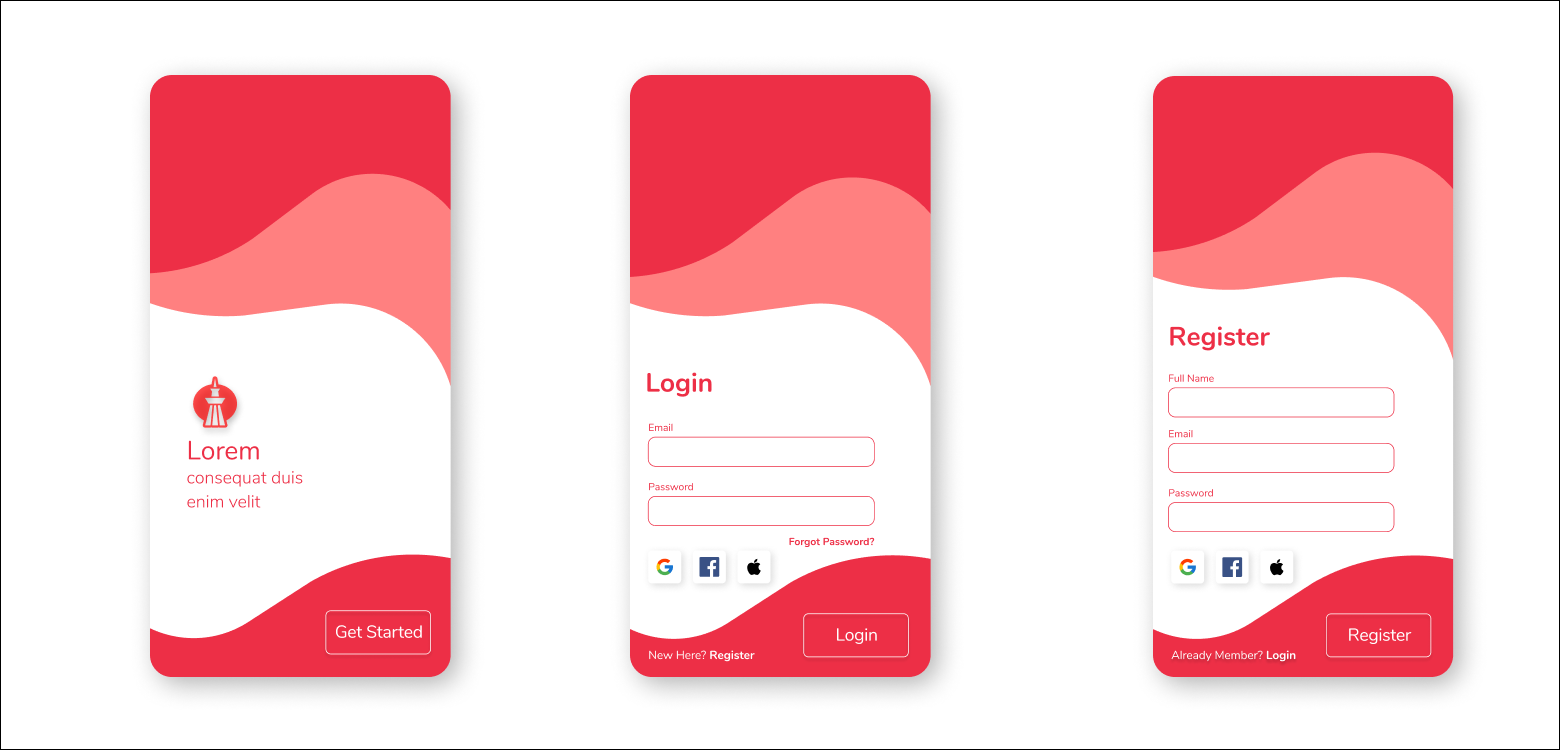 Lorem
consequat duis
enim velit
Get Started
Login
Email
Password
Forgot Password?
Login
New Here? Register
Register
Full Name
Email
Password
Register
Already Member? Login